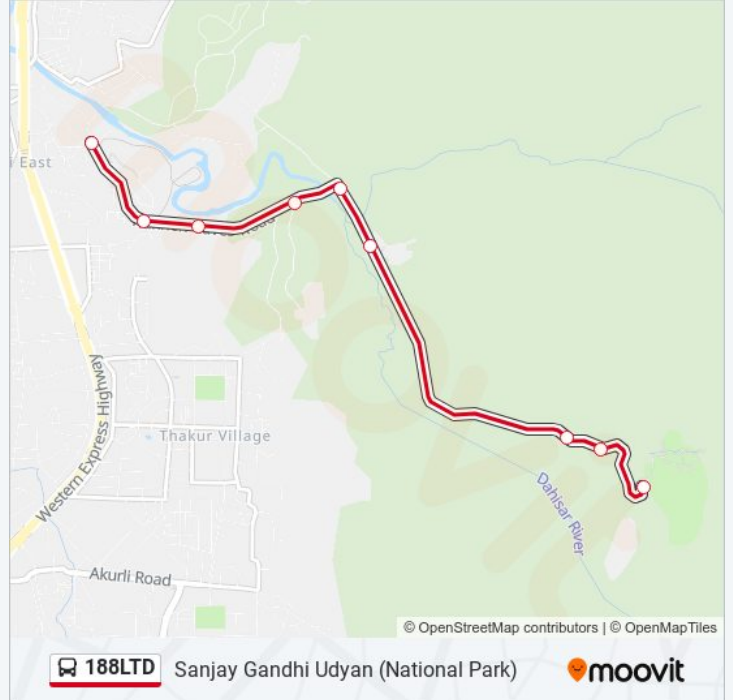 i East
Western Express Highway
Thakur Village
Dahisar River
Akurli Road
© OpenStreetMap contributors | © OpenMapTiles
188LTD
Sanjay Gandhi Udyan (National Park)
moovit